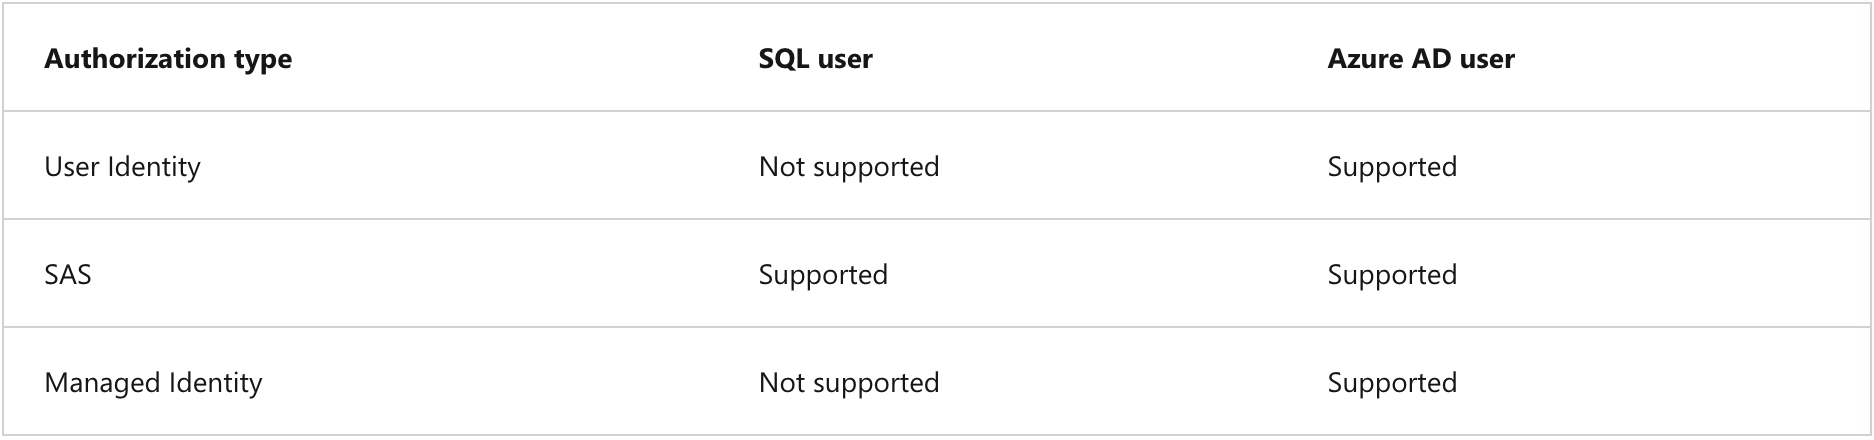 Authorization type SQL user Azure AD user
User Identity Not supported Supported
SAS Supported Supported
Managed Identity Not supported Supported